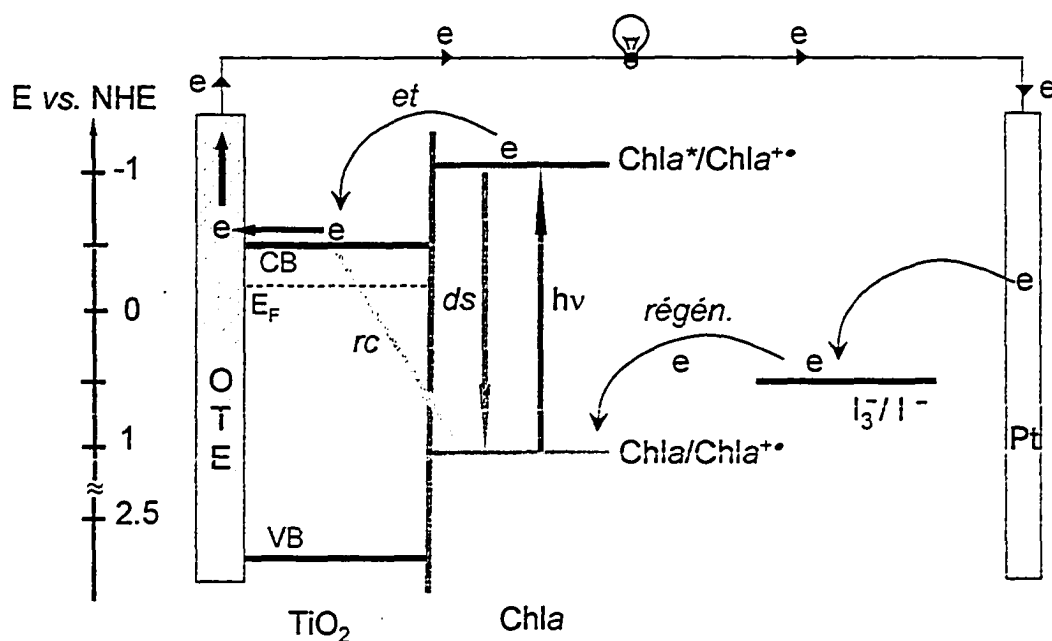 e
e
e
e
e
E vs. NHE
et
e
Chla*/Chla⁺•
-1
e
e
CB
E_F
0
ds
hν
rc
régén.
e
e
e
I₃⁻/ I⁻
O
T
E
1
Chla/Chla⁺•
Pt
≈
2.5
VB
TiO₂
Chla